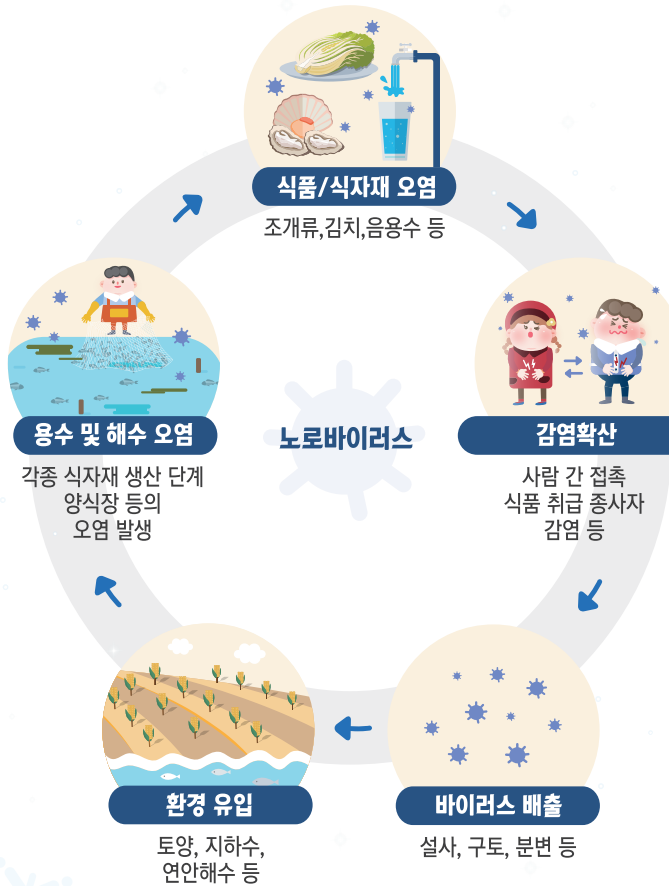 식품/식자재 오염
조개류,김치,음용수 등
감염확산
사람 간 접촉
식품 취급 종사자
감염 등
바이러스 배출
설사, 구토, 분변 등
환경 유입
토양, 지하수,
연안해수 등
용수 및 해수 오염
각종 식자재 생산 단계
양식장 등의
오염 발생
노로바이러스